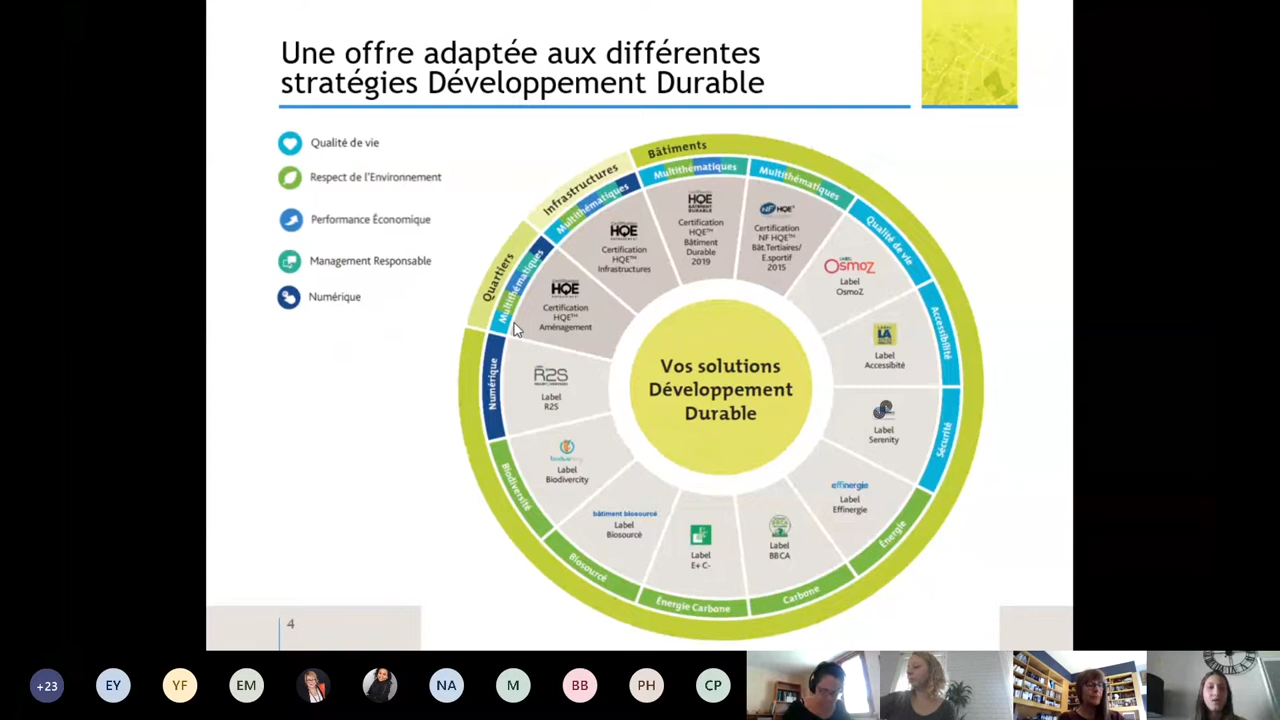 Une offre adaptée aux différentes
stratégies Développement Durable
Qualité de vie
Respect de l'Environnement
Performance Économique
Management Responsable
Numérique
Bâtiments
Infrastructures
Quartiers
Multithématiques
Multithématiques
Multithématiques
Multithématiques
Qualité de vie
Accessibilité
Sécurité
Énergie
Carbone
Énergie Carbone
Biosourcé
Biodiversité
Numérique
HQE
Certification
HQE™
Bâtiment
Durable
2019
NF HQE
Certification
NF HQE™
Bât.Tertiaires/
E.sportif
2015
OsmoZ
Label
OsmoZ
LA
Label
Accessibité
Label
Serenity
effinergie
Label
Effinergie
BBCA
Label
BBCA
Label
E+ C-
bâtiment biosourcé
Label
Biosourcé
Label
Biodivercity
R2S
Label
R2S
HQE
Certification
HQE™
Aménagement
HQE
Certification
HQE™
Infrastructures
Vos solutions
Développement
Durable
4
+23
EY
YF
EM
NA
M
BB
PH
CP